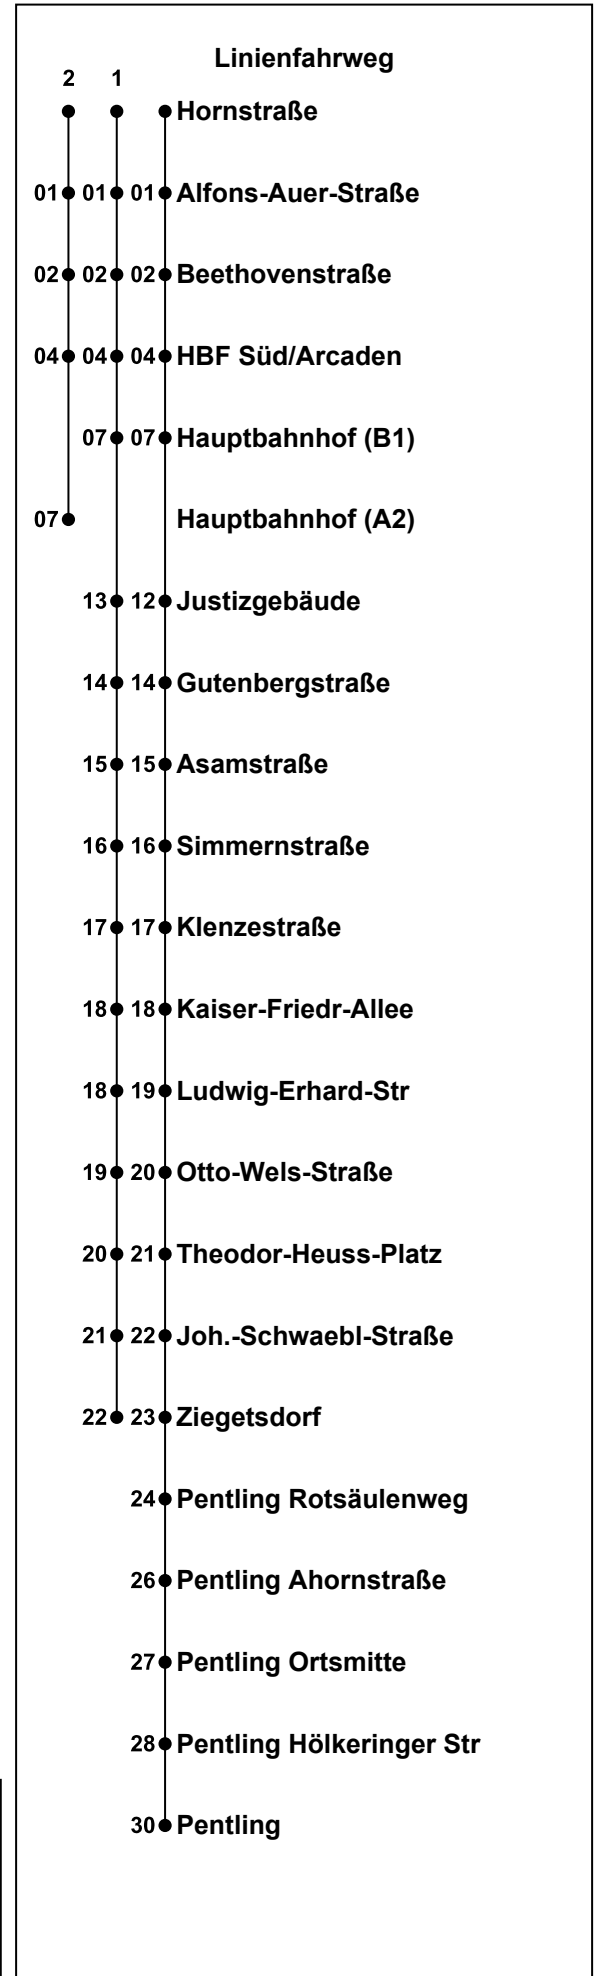 Linienfahrweg
2 1
Hornstraße
01 01 01 Alfons-Auer-Straße
02 02 02 Beethovenstraße
04 04 04 HBF Süd/Arcaden
07 07 Hauptbahnhof (B1)
07 Hauptbahnhof (A2)
13 12 Justizgebäude
14 14 Gutenbergstraße
15 15 Asamstraße
16 16 Simmernstraße
17 17 Klenzestraße
18 18 Kaiser-Friedr-Allee
18 19 Ludwig-Erhard-Str
19 20 Otto-Wels-Straße
20 21 Theodor-Heuss-Platz
21 22 Joh.-Schwaebl-Straße
22 23 Ziegetsdorf
24 Pentling Rotsäulenweg
26 Pentling Ahornstraße
27 Pentling Ortsmitte
28 Pentling Hölkeringer Str
30 Pentling